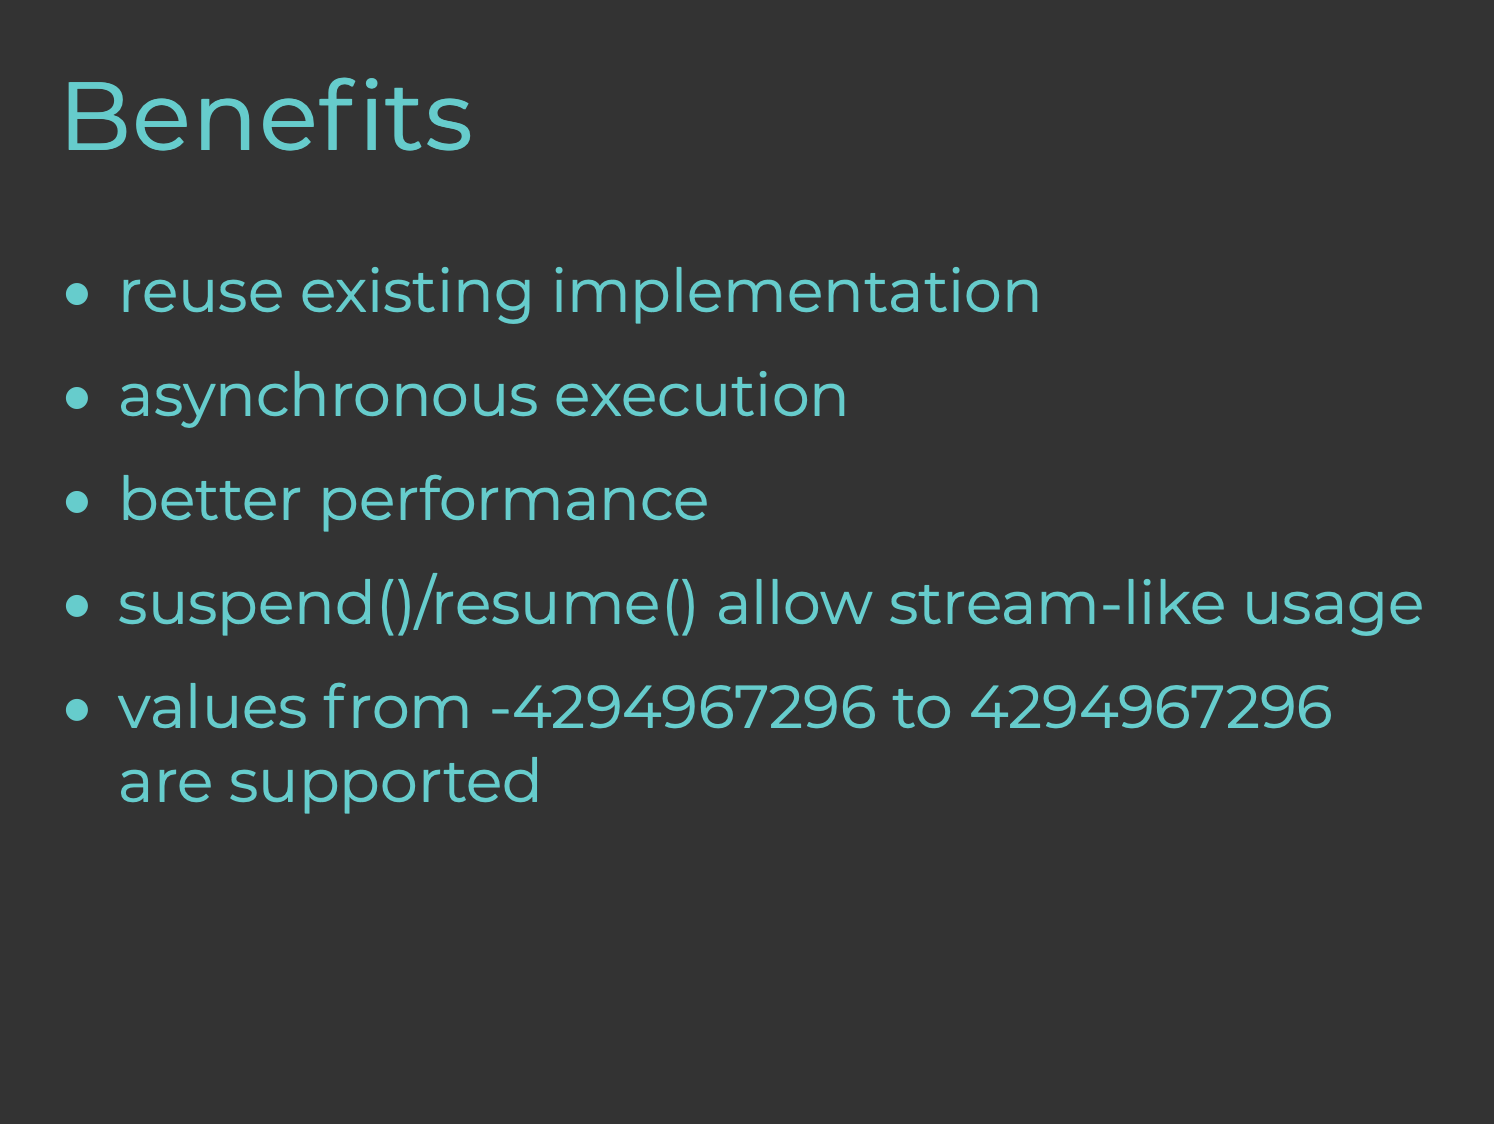 Benefits
• reuse existing implementation
• asynchronous execution
• better performance
• suspend()/resume() allow stream-like usage
• values from -4294967296 to 4294967296
are supported